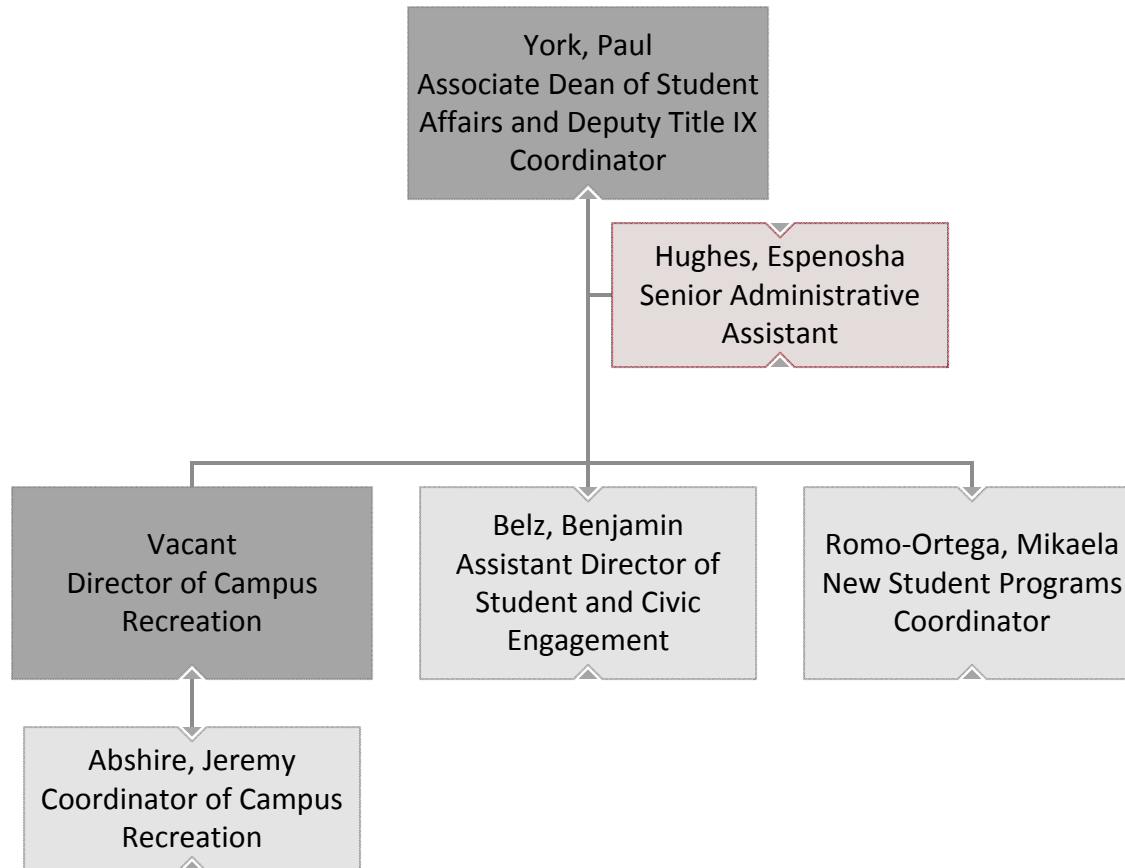 York, Paul
Associate Dean of Student
Affairs and Deputy Title IX
Coordinator
Hughes, Espenosha
Senior Administrative
Assistant
Vacant
Director of Campus
Recreation
Belz, Benjamin
Assistant Director of
Student and Civic
Engagement
Romo-Ortega, Mikaela
New Student Programs
Coordinator
Abshire, Jeremy
Coordinator of Campus
Recreation